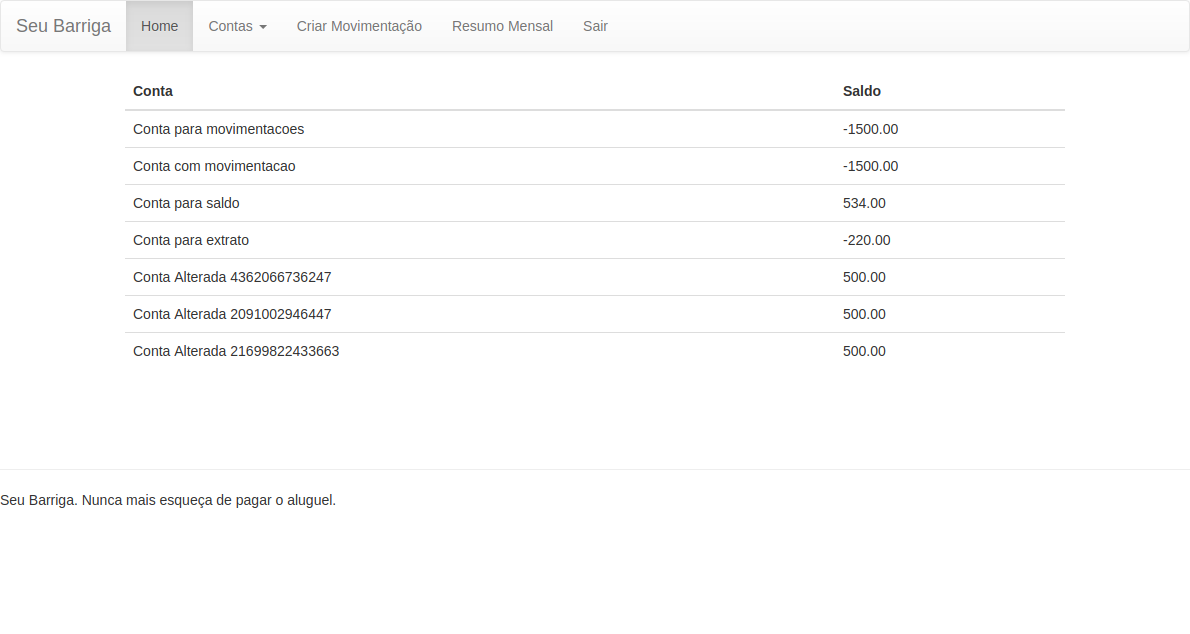 Seu Barriga Home Contas Criar Movimentação Resumo Mensal Sair
Conta Saldo
Conta para movimentacoes -1500.00
Conta com movimentacao -1500.00
Conta para saldo 534.00
Conta para extrato -220.00
Conta Alterada 4362066736247 500.00
Conta Alterada 2091002946447 500.00
Conta Alterada 21699822433663 500.00
Seu Barriga. Nunca mais esqueça de pagar o aluguel.